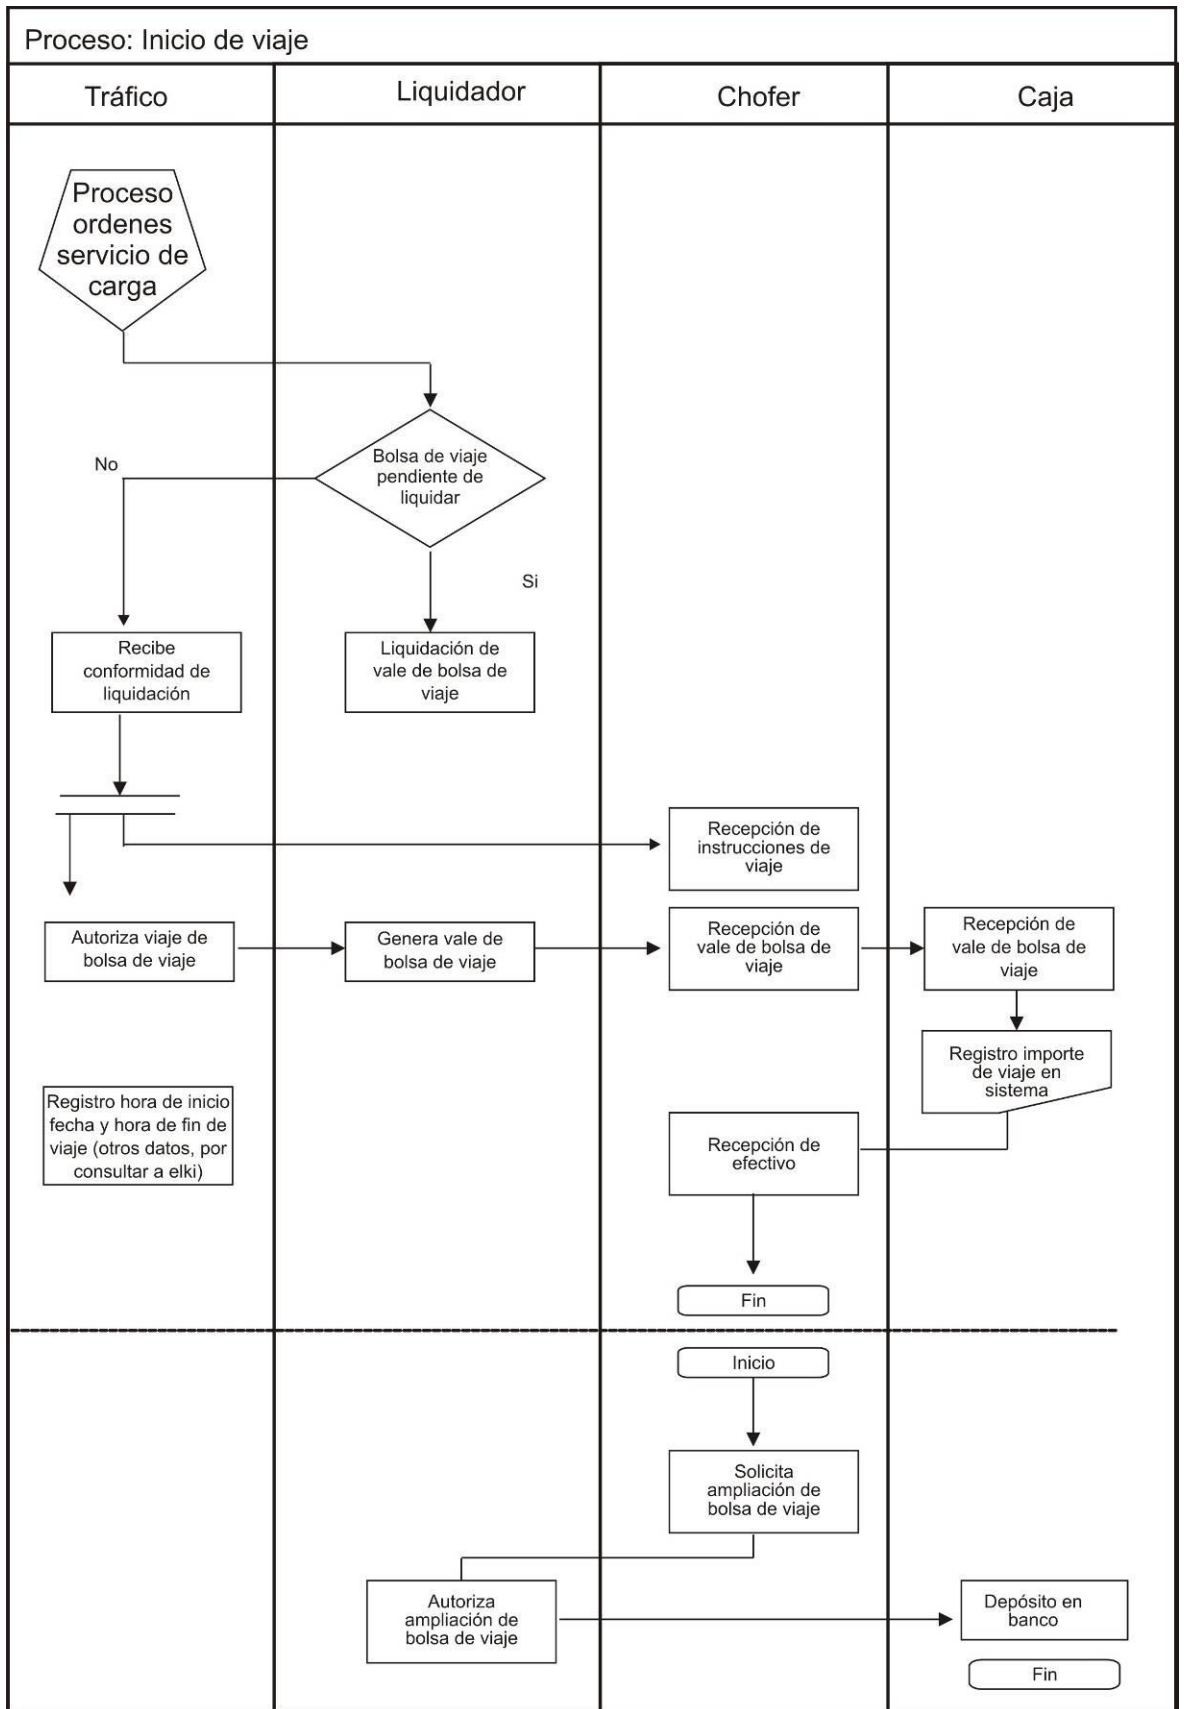 Proceso: Inicio de viaje
Tráfico
Liquidador
Chofer
Caja
Proceso
ordenes
servicio de
carga
Bolsa de viaje
pendiente de
liquidar
No
Si
Recibe
conformidad de
liquidación
Liquidación de
vale de bolsa de
viaje
Recepción de
instrucciones de
viaje
Autoriza viaje de
bolsa de viaje
Genera vale de
bolsa de viaje
Recepción de
vale de bolsa de
viaje
Recepción de
vale de bolsa de
viaje
Registro importe
de viaje en
sistema
Registro hora de inicio
fecha y hora de fin de
viaje (otros datos, por
consultar a elki)
Recepción de
efectivo
Fin
Inicio
Solicita
ampliación de
bolsa de viaje
Autoriza
ampliación de
bolsa de viaje
Depósito en
banco
Fin